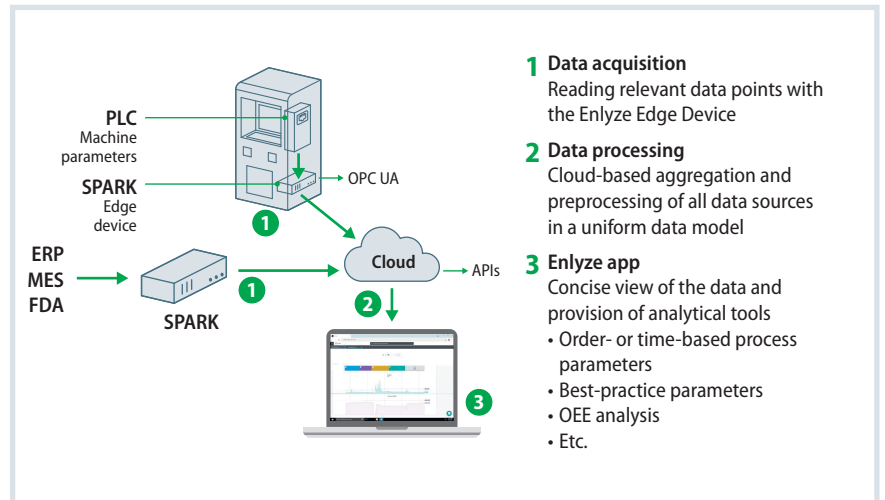 PLC
Machine
parameters
SPARK
Edge
device
OPC UA
1
ERP
MES
FDA
SPARK
1
Cloud
APIs
2
3
1 Data acquisition
Reading relevant data points with
the Enlyze Edge Device
2 Data processing
Cloud-based aggregation and
preprocessing of all data sources
in a uniform data model
3 Enlyze app
Concise view of the data and
provision of analytical tools
• Order- or time-based process
parameters
• Best-practice parameters
• OEE analysis
• Etc.